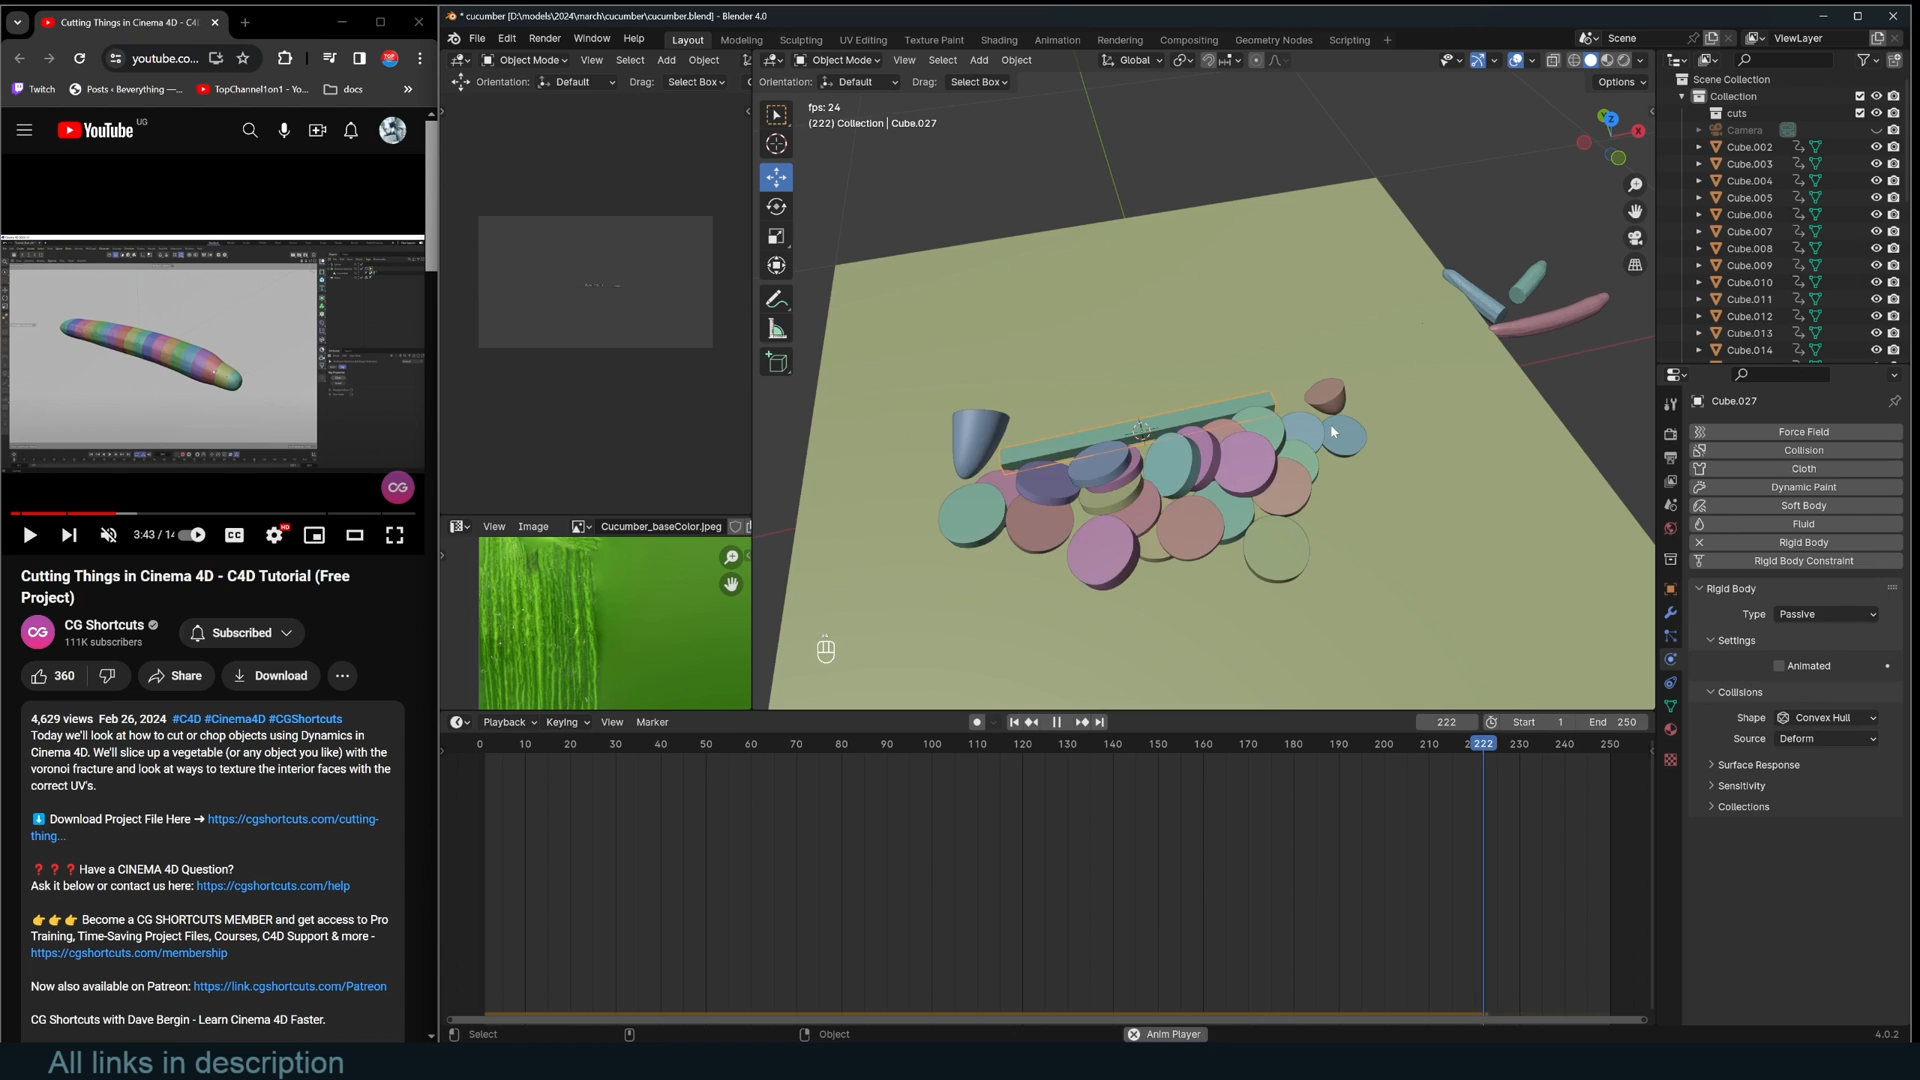 Cutting Things in Cinema 4D - C4D
youtube.co...
Twitch
Posts ‹ Beverything —...
TopChannel1on1 - Yo...
docs
»
YouTube UG
3:43 / 14
CC
HD
Cutting Things in Cinema 4D - C4D Tutorial (Free
Project)
CG Shortcuts
111K subscribers
Subscribed
360
Share
Download
4,629 views Feb 26, 2024 #C4D #Cinema4D #CGShortcuts
Today we'll look at how to cut or chop objects using Dynamics in
Cinema 4D. We'll slice up a vegetable (or any object you like) with the
voronoi fracture and look at ways to texture the interior faces with the
correct UV's.
⬇️ Download Project File Here ➔ https://cgshortcuts.com/cutting-
thing...
❓ ❓ ❓Have a CINEMA 4D Question?
Ask it below or contact us here: https://cgshortcuts.com/help
👉 👉 👉 Become a CG SHORTCUTS MEMBER and get access to Pro
Training, Time-Saving Project Files, Courses, C4D Support & more -
https://cgshortcuts.com/membership
Now also available on Patreon: https://link.cgshortcuts.com/Patreon
CG Shortcuts with Dave Bergin - Learn Cinema 4D Faster.
All links in description
* cucumber [D:\models\2024\march\cucumber\cucumber.blend] - Blender 4.0
File Edit Render Window Help Layout Modeling Sculpting UV Editing Texture Paint Shading Animation Rendering Compositing Geometry Nodes Scripting + Scene ViewLayer
Object Mode View Select Add Object
Orientation: Default Drag: Select Box
Object Mode View Select Add Object Global
Orientation: Default Drag: Select Box Options
fps: 24
(222) Collection | Cube.027
Z
X
Y
View Image Cucumber_baseColor.jpeg
Scene Collection
Collection
cuts
Camera
Cube.002
Cube.003
Cube.004
Cube.005
Cube.006
Cube.007
Cube.008
Cube.009
Cube.010
Cube.011
Cube.012
Cube.013
Cube.014
Cube.027
Force Field
Collision
Cloth
Dynamic Paint
Soft Body
Fluid
Rigid Body
Rigid Body Constraint
Rigid Body
Type Passive
Settings
Animated
Collisions
Shape Convex Hull
Source Deform
Surface Response
Sensitivity
Collections
Playback Keying View Marker 222 Start 1 End 250
0 10 20 30 40 50 60 70 80 90 100 110 120 130 140 150 160 170 180 190 200 210 222 230 240 250
Select Object Anim Player 4.0.2